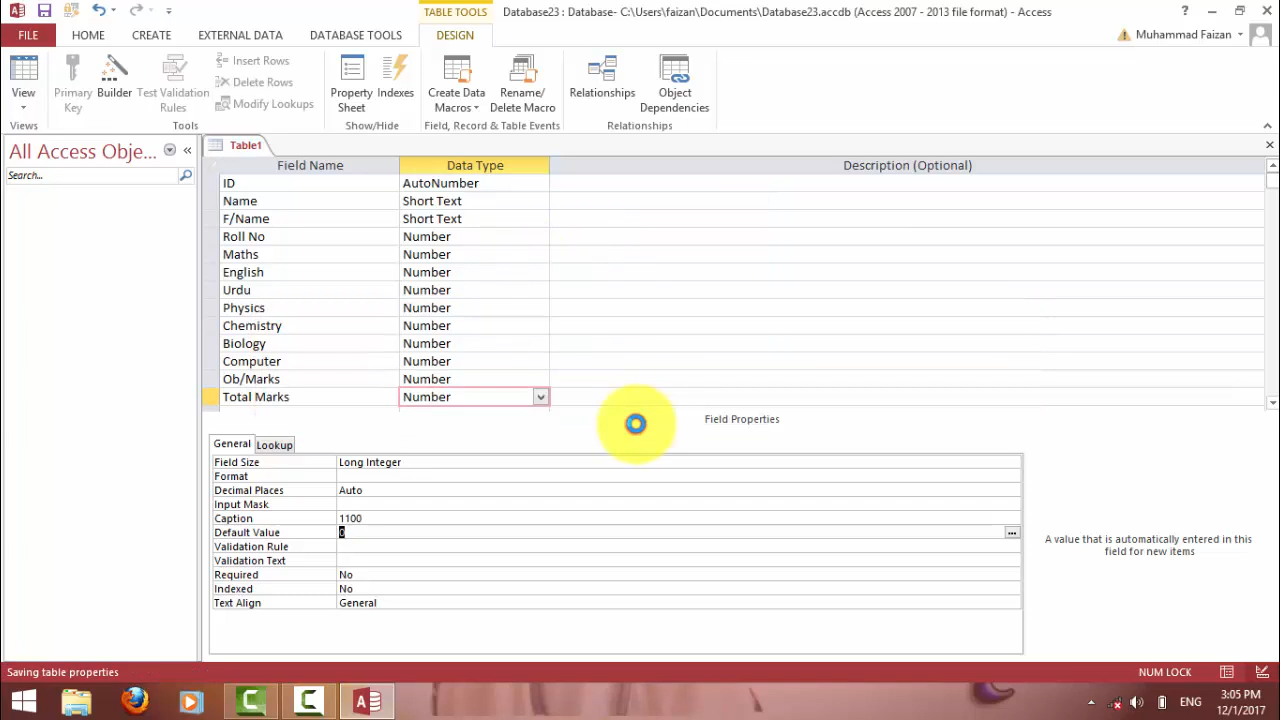 TABLE TOOLS
Database23 : Database- C:\Users\faizan\Documents\Database23.accdb (Access 2007 - 2013 file format) - Access
FILE HOME CREATE EXTERNAL DATA DATABASE TOOLS DESIGN
Muhammad Faizan
View
Primary Key
Builder
Test Validation Rules
Insert Rows
Delete Rows
Modify Lookups
Property Sheet
Indexes
Create Data Macros
Rename/ Delete Macro
Relationships
Object Dependencies
Views Tools Show/Hide Field, Record & Table Events Relationships
All Access Obje...
Search...
Table1
Field Name Data Type Description (Optional)
ID AutoNumber
Name Short Text
F/Name Short Text
Roll No Number
Maths Number
English Number
Urdu Number
Physics Number
Chemistry Number
Biology Number
Computer Number
Ob/Marks Number
Total Marks Number
Field Properties
General Lookup
Field Size Long Integer
Format
Decimal Places Auto
Input Mask
Caption 1100
Default Value 0
Validation Rule
Validation Text
Required No
Indexed No
Text Align General
A value that is automatically entered in this
field for new items
Saving table properties
NUM LOCK
ENG
3:05 PM
12/1/2017